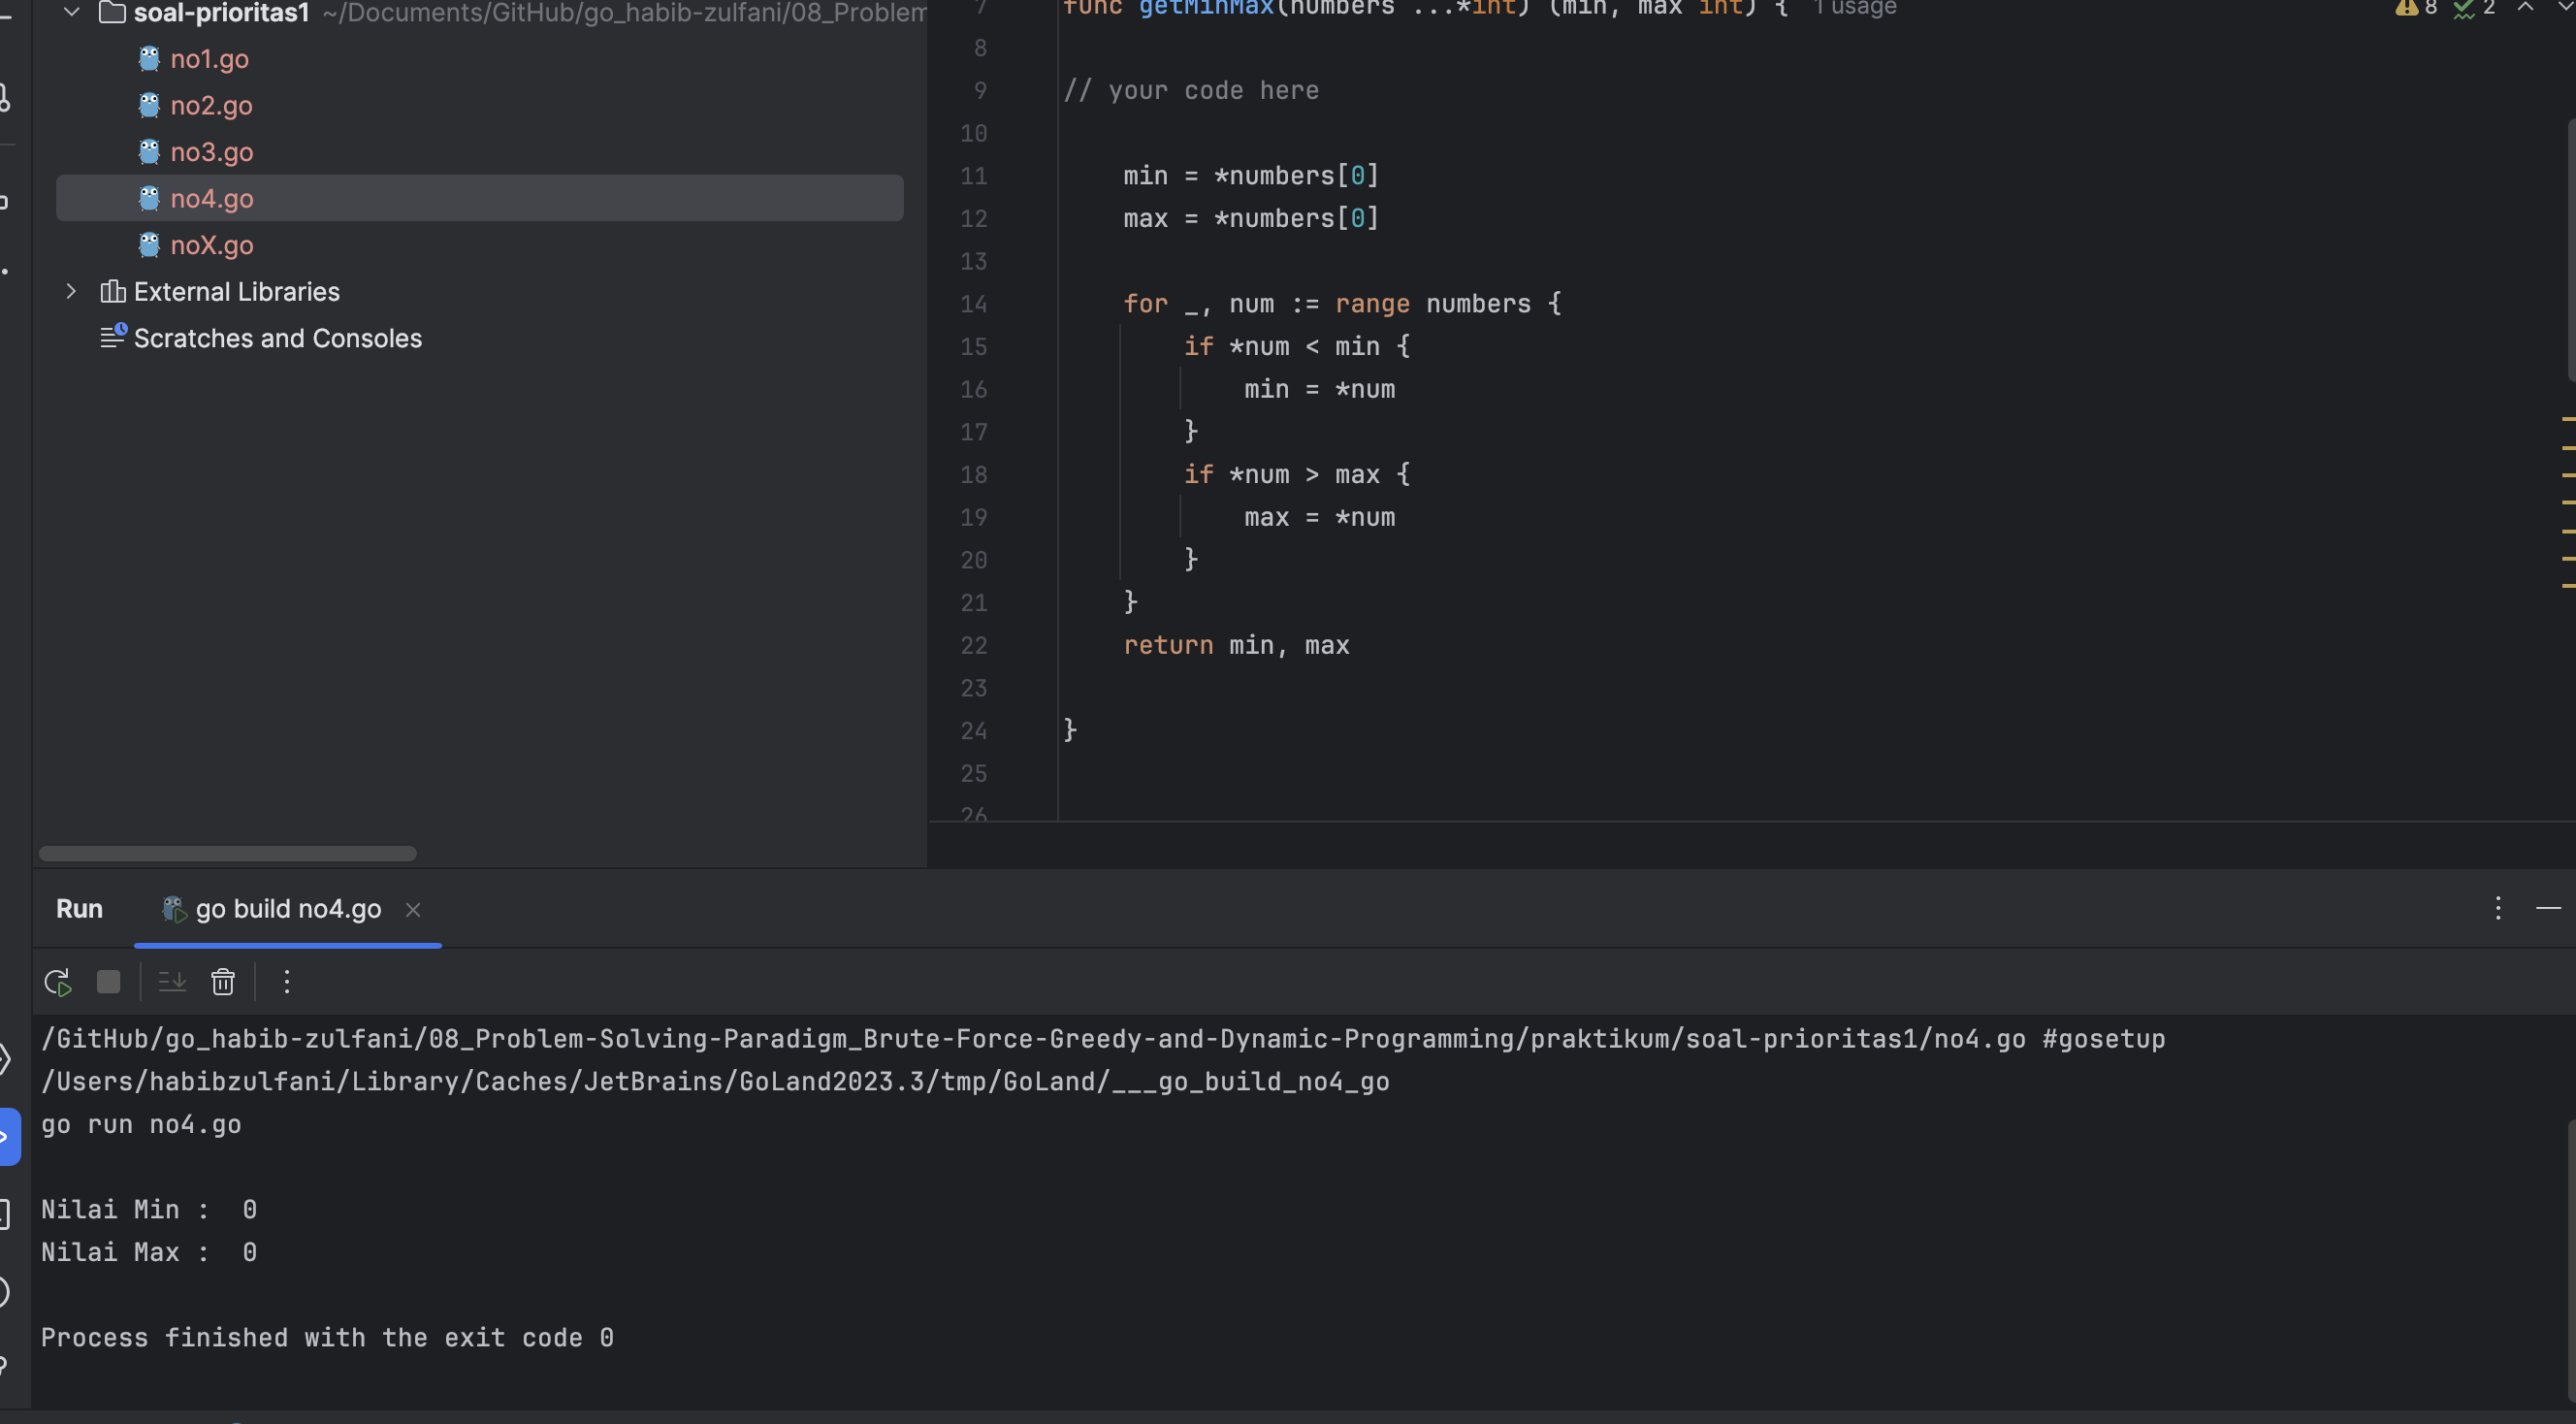 soal-prioritas1 ~/Documents/GitHub/go_habib-zulfani/08_Problem
no1.go
no2.go
no3.go
no4.go
noX.go
External Libraries
Scratches and Consoles
7 func getMinMax(numbers ...*int) (min, max int) { 1 usage
8 2
8
9 // your code here
10
11 min = *numbers[0]
12 max = *numbers[0]
13
14 for _, num := range numbers {
15 if *num < min {
16 min = *num
17 }
18 if *num > max {
19 max = *num
20 }
21 }
22 return min, max
23
24 }
25
26
Run go build no4.go
/GitHub/go_habib-zulfani/08_Problem-Solving-Paradigm_Brute-Force-Greedy-and-Dynamic-Programming/praktikum/soal-prioritas1/no4.go #gosetup
/Users/habibzulfani/Library/Caches/JetBrains/GoLand2023.3/tmp/GoLand/___go_build_no4_go
go run no4.go
Nilai Min :  0
Nilai Max :  0
Process finished with the exit code 0